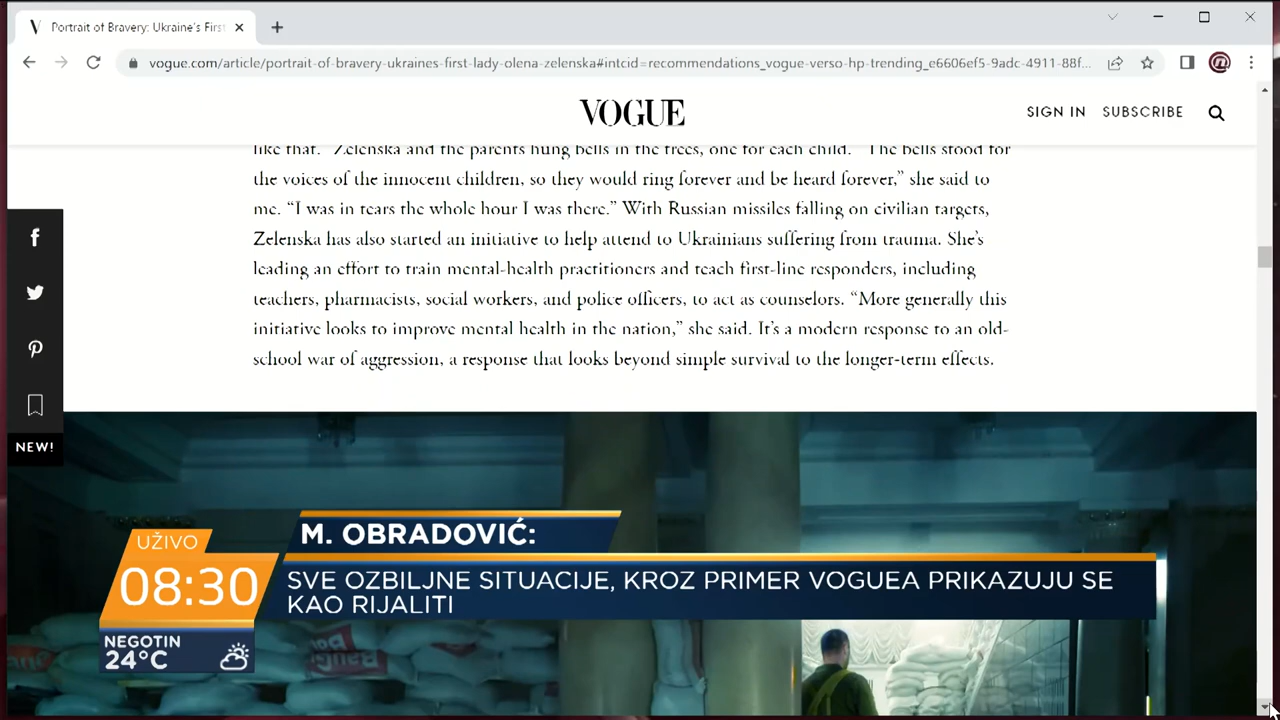 Portrait of Bravery: Ukraine's First
vogue.com/article/portrait-of-bravery-ukraines-first-lady-olena-zelenska#intcid=recommendations_vogue-verso-hp-trending_e6606ef5-9adc-4911-88f...
VOGUE
SIGN IN SUBSCRIBE
like that." Zelenska and the parents hung bells in the trees, one for each child. "The bells stood for
the voices of the innocent children, so they would ring forever and be heard forever,” she said to
me. “I was in tears the whole hour I was there.” With Russian missiles falling on civilian targets,
Zelenska has also started an initiative to help attend to Ukrainians suffering from trauma. She’s
leading an effort to train mental-health practitioners and teach first-line responders, including
teachers, pharmacists, social workers, and police officers, to act as counselors. “More generally this
initiative looks to improve mental health in the nation,” she said. It’s a modern response to an old-
school war of aggression, a response that looks beyond simple survival to the longer-term effects.
NEW!
M. OBRADOVIĆ:
UŽIVO
08:30
SVE OZBILJNE SITUACIJE, KROZ PRIMER VOGUEA PRIKAZUJU SE
KAO RIJALITI
NEGOTIN
24°C